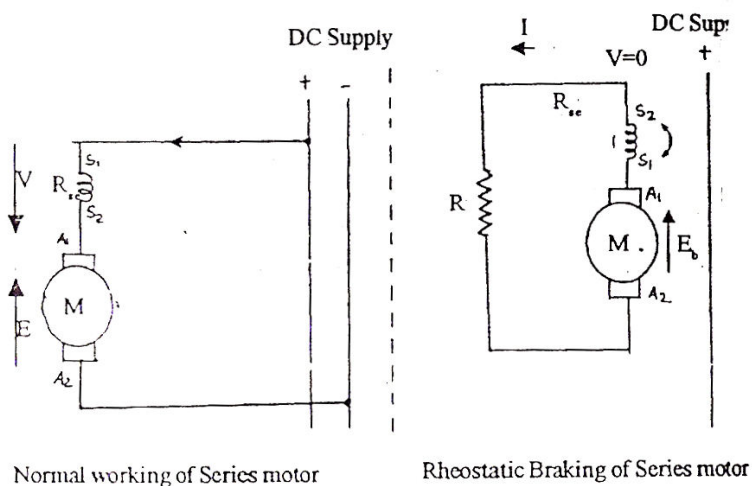 DC Supply
+ -
V
S1
R
S2
A1
M
E
A2
Normal working of Series motor
I
DC Sup
+
V=0
Rse
S2
I
S1
R
A1
M
Eb
A2
Rheostatic Braking of Series motor